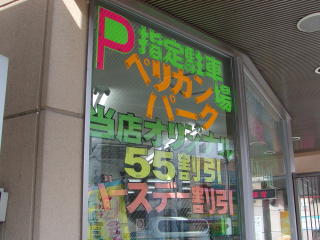 P指定駐車場
ペリカン
パーク
当店オリジナル
55割引
バースデー割引